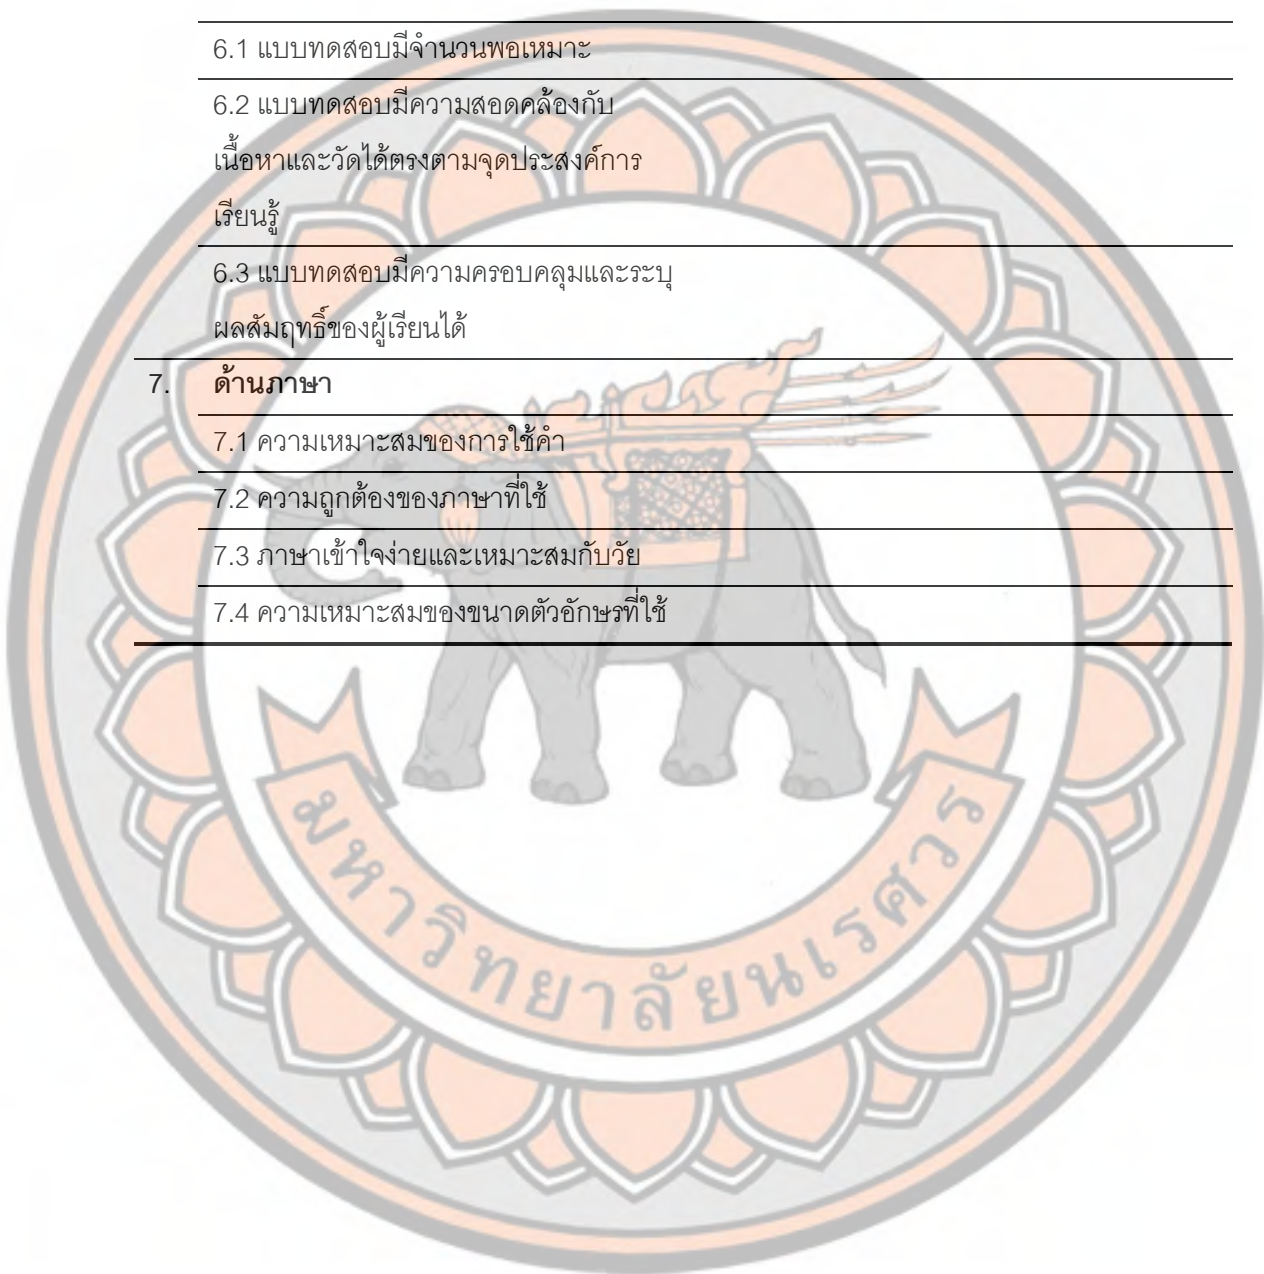 6.1 แบบทดสอบมีจำนวนพอเหมาะ
6.2 แบบทดสอบมีความสอดคล้องกับ
เนื้อหาและวัดได้ตรงตามจุดประสงค์การ
เรียนรู้
6.3 แบบทดสอบมีความครอบคลุมและระบุ
ผลสัมฤทธิ์ของผู้เรียนได้
7. ด้านภาษา
7.1 ความเหมาะสมของการใช้คำ
7.2 ความถูกต้องของภาษาที่ใช้
7.3 ภาษาเข้าใจง่ายและเหมาะสมกับวัย
7.4 ความเหมาะสมของขนาดตัวอักษรที่ใช้
มหาวิทยาลัยนเรศวร